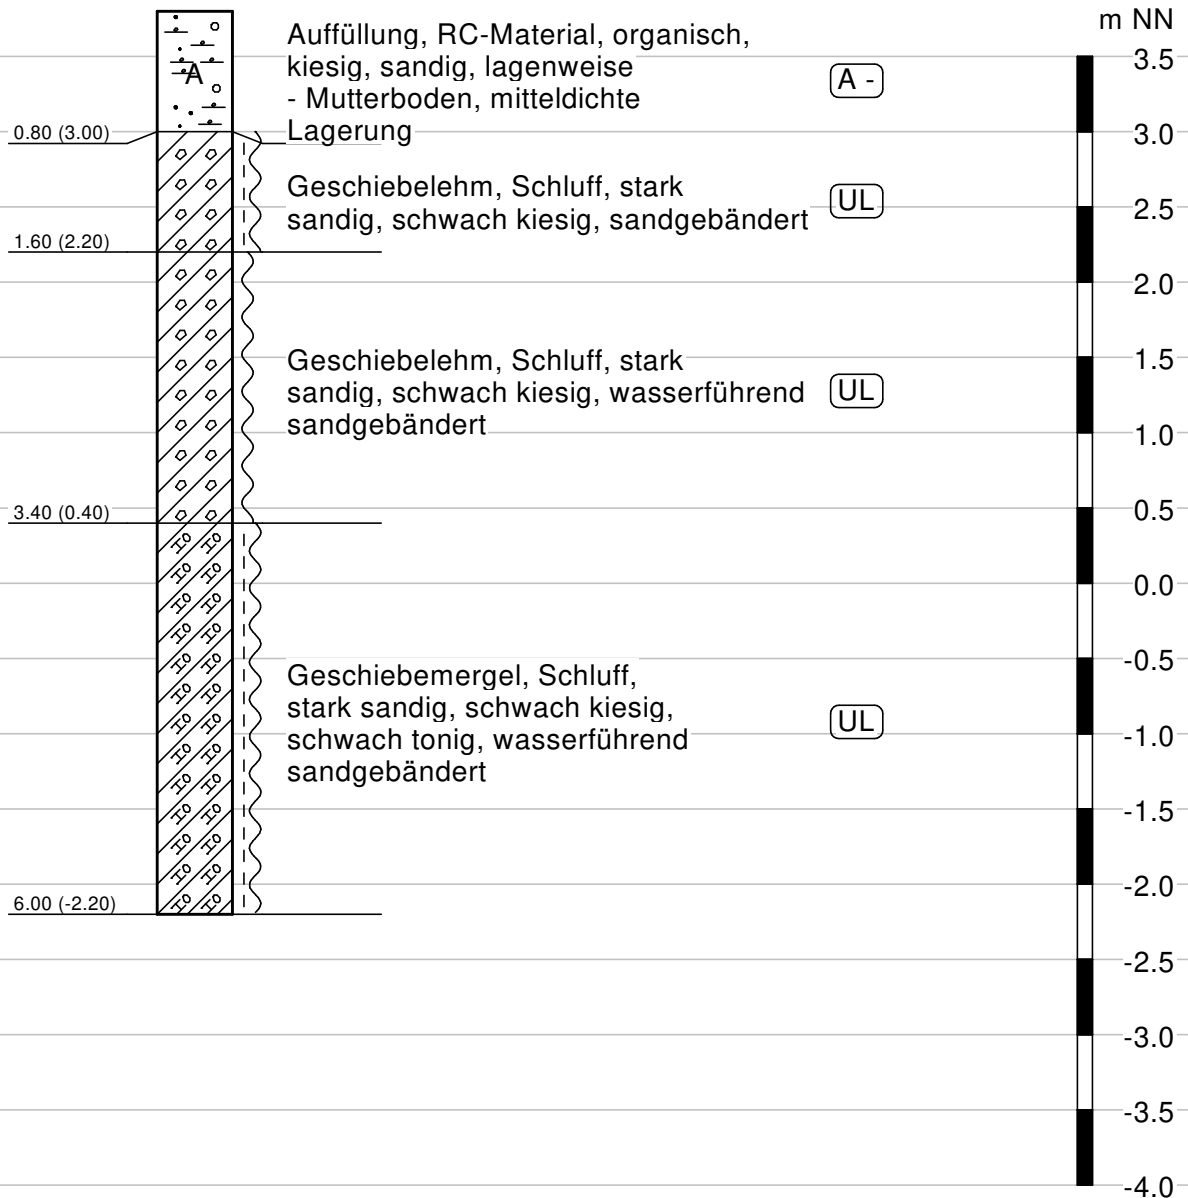 m NN
Auffüllung, RC-Material, organisch,
kiesig, sandig, lagenweise
- Mutterboden, mitteldichte
Lagerung
A
A -
0.80 (3.00)
Geschiebelehm, Schluff, stark
sandig, schwach kiesig, sandgebändert
UL
1.60 (2.20)
Geschiebelehm, Schluff, stark
sandig, schwach kiesig, wasserführend
sandgebändert
UL
3.40 (0.40)
Geschiebemergel, Schluff,
stark sandig, schwach kiesig,
schwach tonig, wasserführend
sandgebändert
UL
6.00 (-2.20)
3.5
3.0
2.5
2.0
1.5
1.0
0.5
0.0
-0.5
-1.0
-1.5
-2.0
-2.5
-3.0
-3.5
-4.0